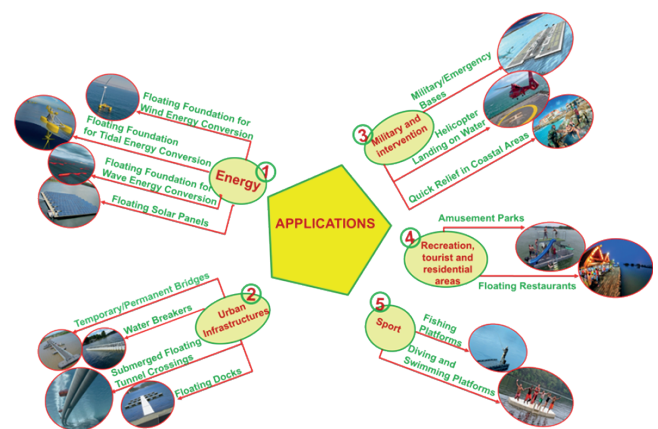 APPLICATIONS
1
Energy
Floating Foundation for
Wind Energy Conversion
Floating Foundation
for Tidal Energy Conversion
Floating Foundation for
Wave Energy Conversion
Floating Solar Panels
2
Urban
Infrastructures
Temporary/Permanent Bridges
Water Breakers
Submerged Floating
Tunnel Crossings
Floating Docks
3
Military and
intervention
Military/Emergency
Bases
Helicopter
Landing on Water
Quick Relief in Coastal Areas
4
Recreation,
tourist and
residential
areas
Amusement Parks
Floating Restaurants
5
Sport
Fishing
Platforms
Diving and
Swimming Platforms